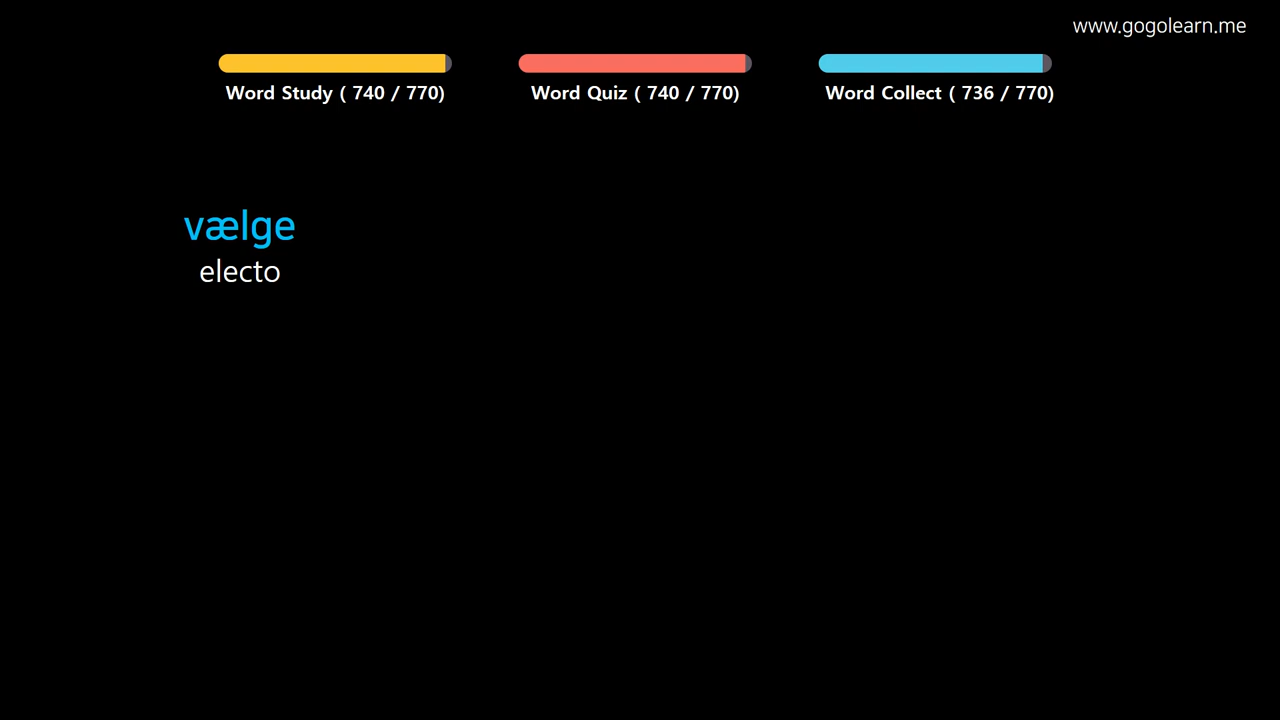 www.gogolearn.me
Word Study ( 740 / 770)
Word Quiz ( 740 / 770)
Word Collect ( 736 / 770)
vælge
electo